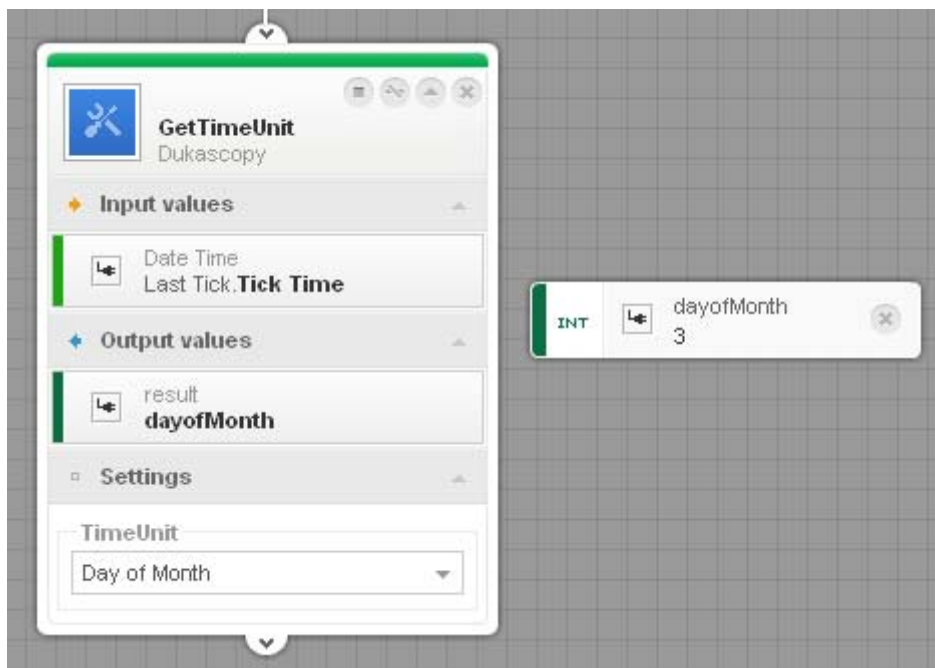 GetTimeUnit
Dukascopy
Input values
Date Time
Last Tick.Tick Time
Output values
result
dayofMonth
Settings
TimeUnit
Day of Month
INT
dayofMonth
3